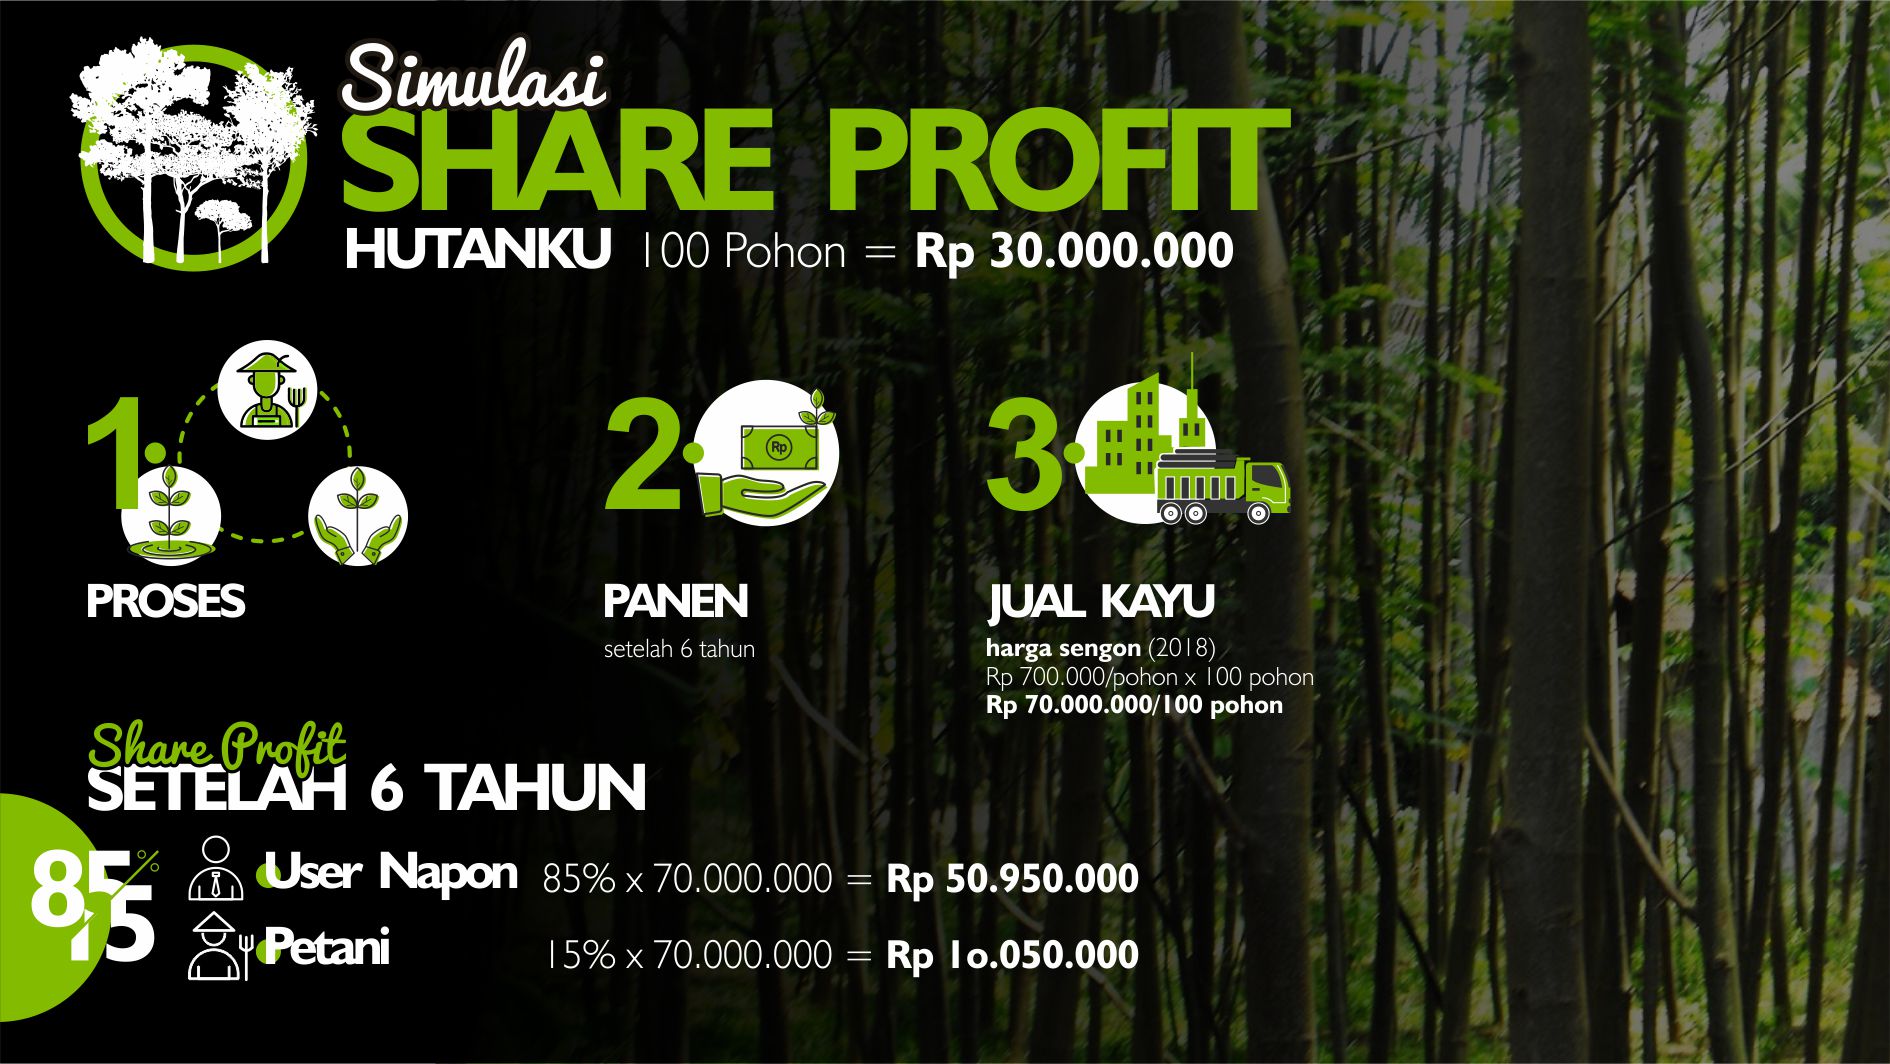 Simulasi
SHARE PROFIT
HUTANKU 100 Pohon = Rp 30.000.000
1.
2.
Rp
3.
PROSES
PANEN
setelah 6 tahun
JUAL KAYU
harga sengon (2018)
Rp 700.000/pohon x 100 pohon
Rp 70.000.000/100 pohon
Share Profit
SETELAH 6 TAHUN
85%
15
User Napon 85% x 70.000.000 = Rp 50.950.000
Petani 15% x 70.000.000 = Rp 1o.050.000